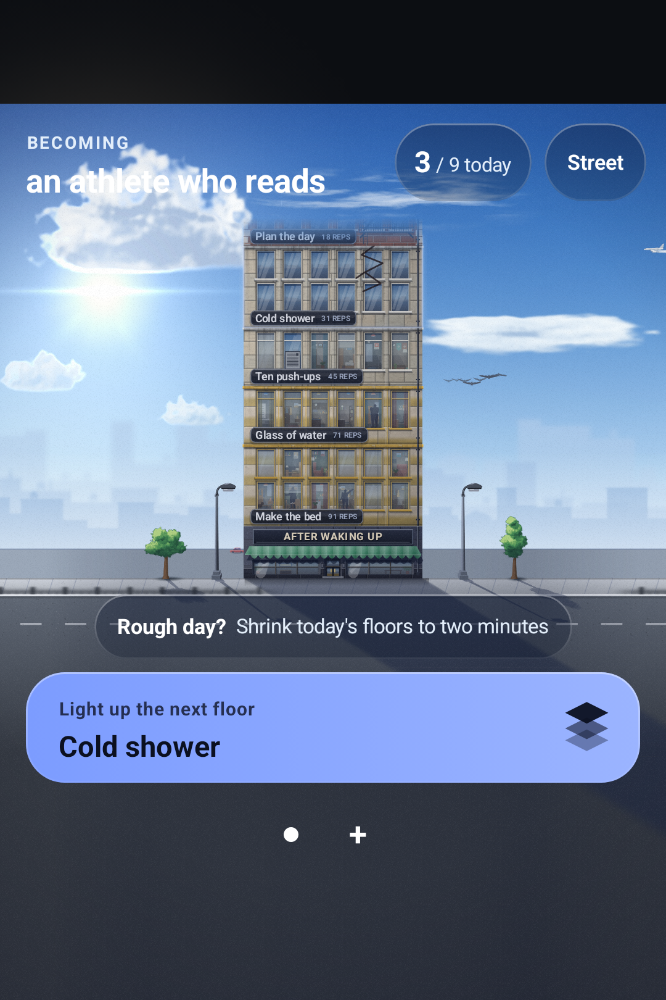 BECOMING
an athlete who reads
3 / 9 today
Street
Plan the day 18 REPS
Cold shower 31 REPS
Ten push-ups 45 REPS
Glass of water 71 REPS
Make the bed 91 REPS
AFTER WAKING UP
Rough day? Shrink today's floors to two minutes
Light up the next floor
Cold shower